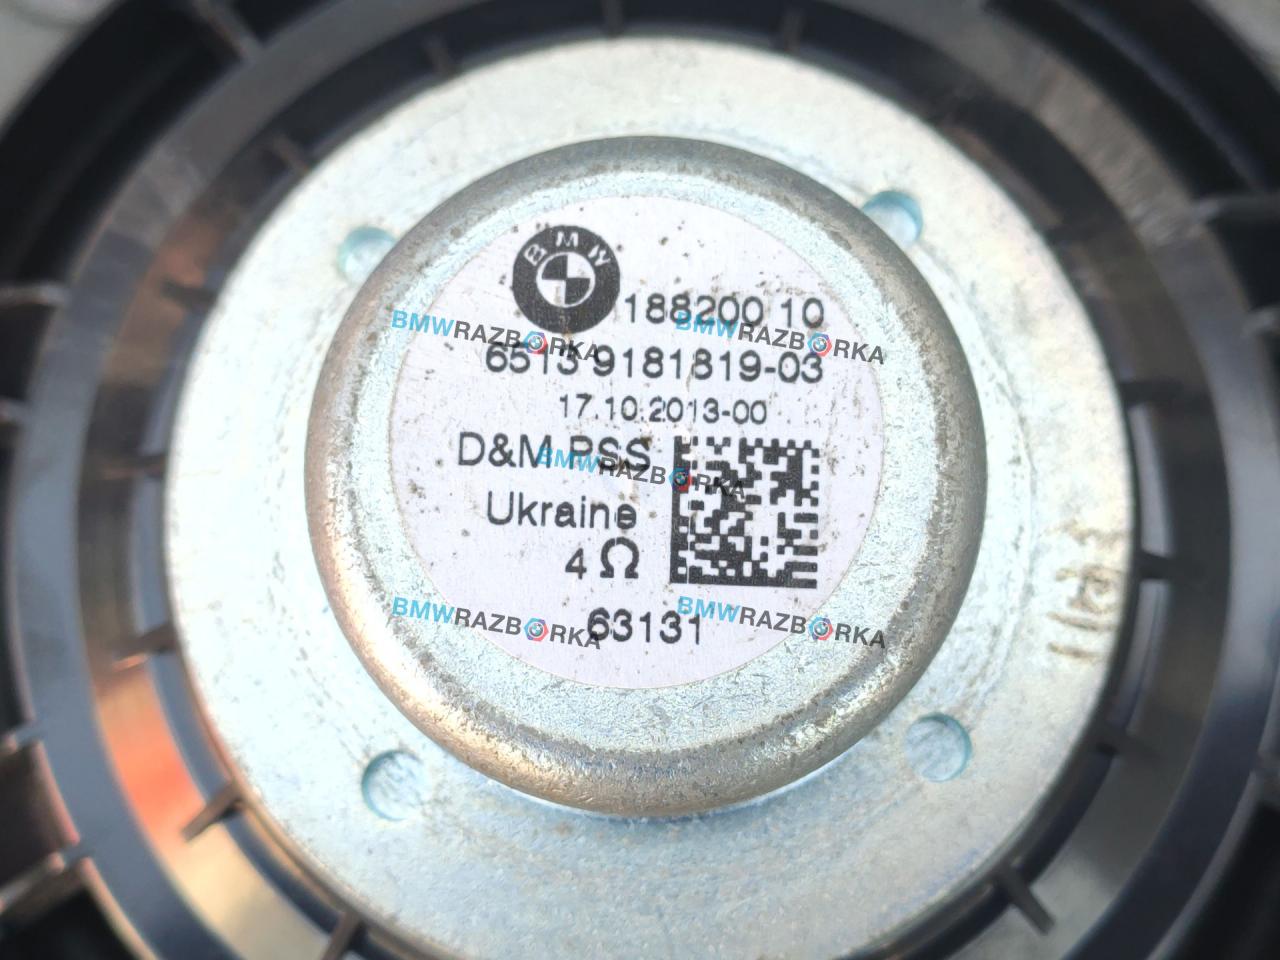 BMW
188200 10
6513 9181819-03
17.10.2013-00
D&M PSS
Ukraine
4 Ω
63131
BMWRAZBORKA
BMWRAZBORKA
BMWRAZBORKA
BMWRAZBORKA
BMWRAZBORKA